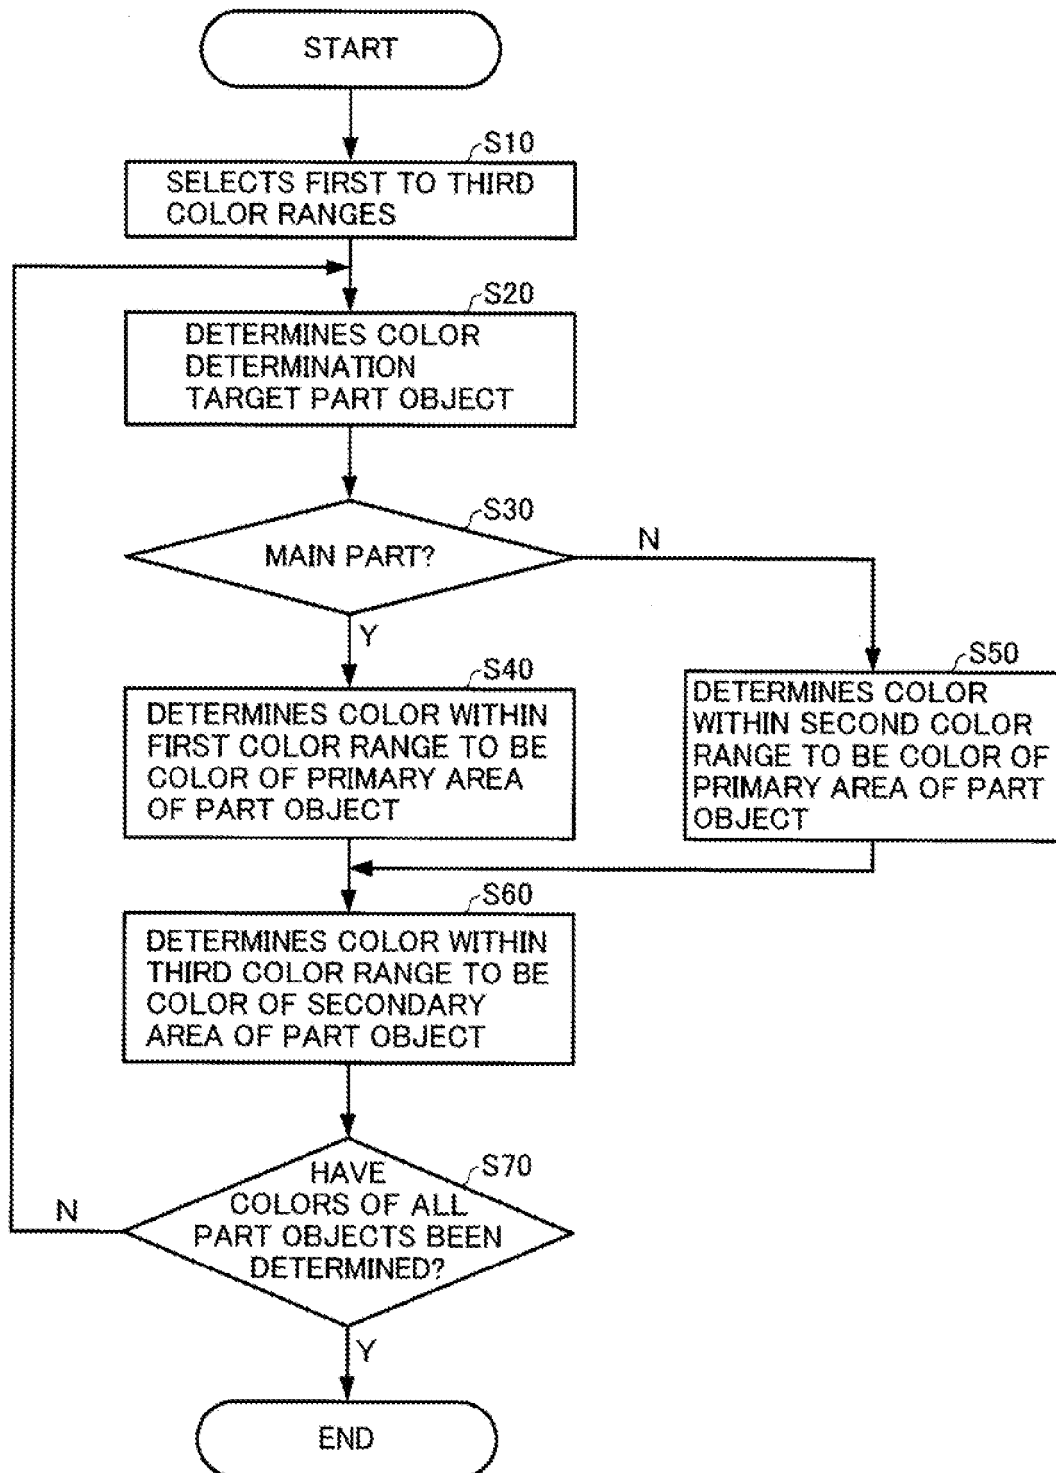 START
S10
SELECTS FIRST TO THIRD
COLOR RANGES
S20
DETERMINES COLOR
DETERMINATION
TARGET PART OBJECT
S30
MAIN PART?
N
Y
S40
DETERMINES COLOR WITHIN
FIRST COLOR RANGE TO BE
COLOR OF PRIMARY AREA
OF PART OBJECT
S50
DETERMINES COLOR
WITHIN SECOND COLOR
RANGE TO BE COLOR OF
PRIMARY AREA OF PART
OBJECT
S60
DETERMINES COLOR WITHIN
THIRD COLOR RANGE TO BE
COLOR OF SECONDARY
AREA OF PART OBJECT
S70
HAVE
COLORS OF ALL
PART OBJECTS BEEN
DETERMINED?
N
Y
END